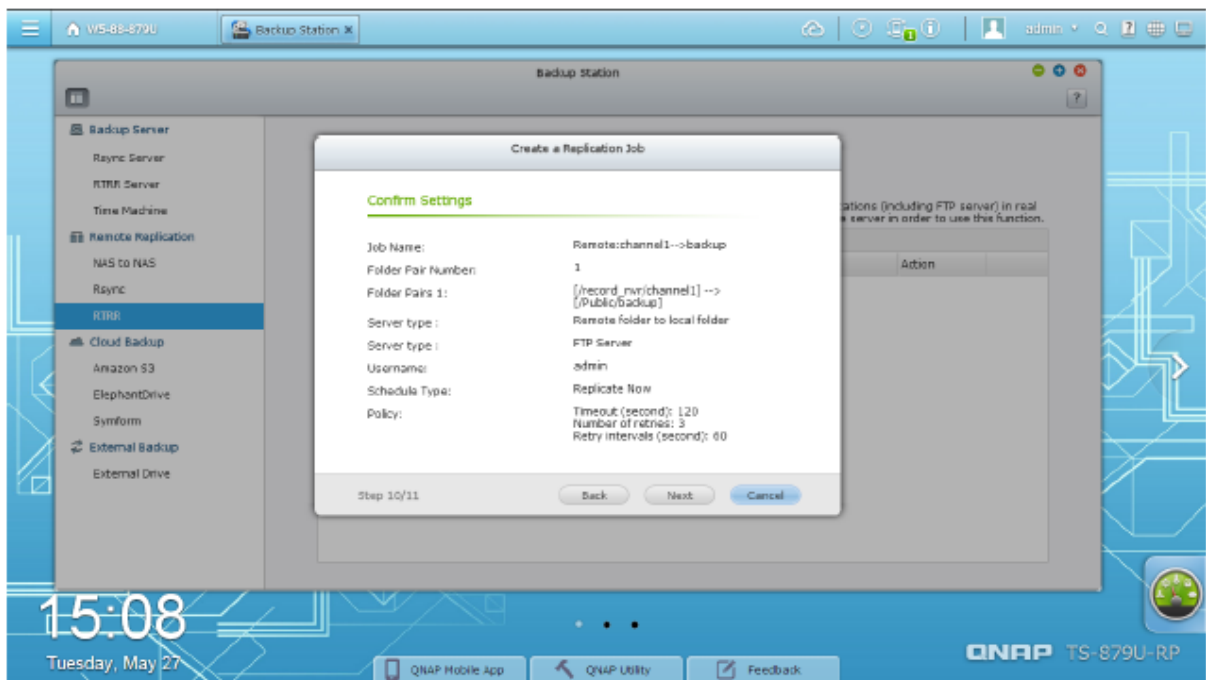 WS-88-879U
Backup Station X
1
admin
?
Backup Station
?
Backup Server
Rsync Server
RTRR Server
Time Machine
Remote Replication
NAS to NAS
Rsync
RTRR
Cloud Backup
Amazon S3
ElephantDrive
Symform
External Backup
External Drive
ations (including FTP server) in real
server in order to use this function.
Action
Create a Replication Job
Confirm Settings
Job Name: Remote:channel1-->backup
Folder Pair Number: 1
Folder Pairs 1: [/record_nvr/channel1] -->
[/Public/backup]
Server type : Remote folder to local folder
Server type : FTP Server
Username: admin
Schedule Type: Replicate Now
Policy: Timeout (second): 120
Number of retries: 3
Retry intervals (second): 60
Step 10/11
Back
Next
Cancel
15:08
Tuesday, May 27
QNAP TS-879U-RP
QNAP Mobile App
QNAP Utility
Feedback